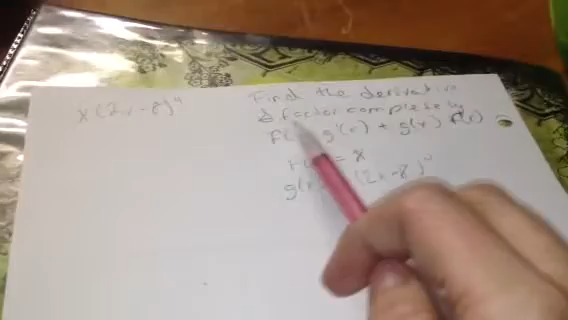 x(2x-8)^4
Find the derivative
& factor completely
g'(x) + g(x) f'(x)
= x
g(x) (2x-8)^4